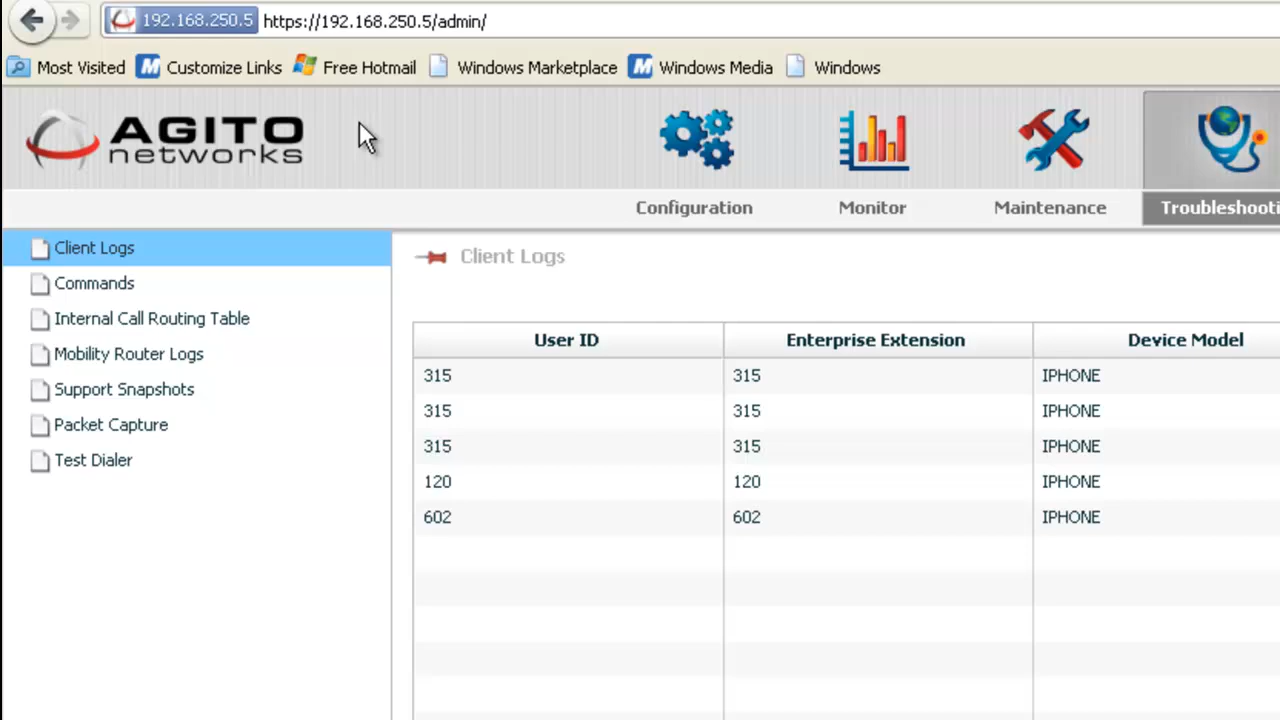 192.168.250.5 https://192.168.250.5/admin/
Most Visited Customize Links Free Hotmail Windows Marketplace Windows Media Windows
AGITO
networks
Configuration Monitor Maintenance Troubleshooti
Client Logs
Commands
Internal Call Routing Table
Mobility Router Logs
Support Snapshots
Packet Capture
Test Dialer
Client Logs
User ID Enterprise Extension Device Model
315 315 IPHONE
315 315 IPHONE
315 315 IPHONE
120 120 IPHONE
602 602 IPHONE